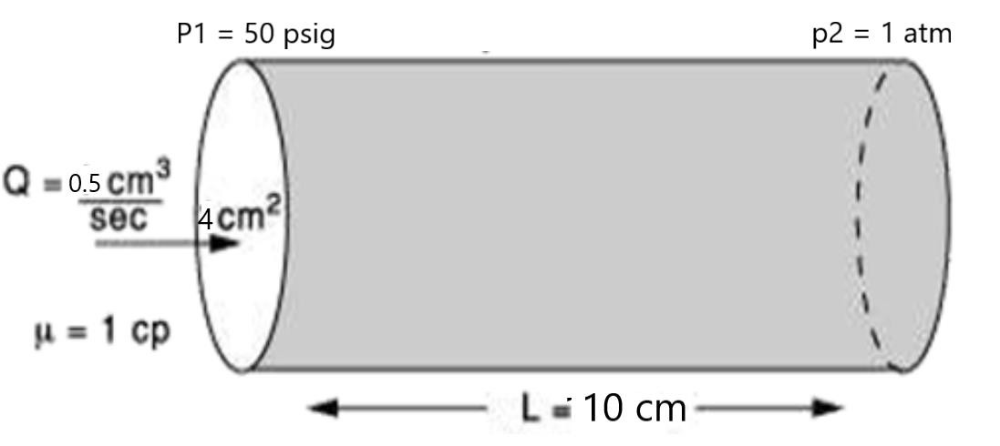 P1 = 50 psig
p2 = 1 atm
Q = 0.5 cm³
sec
4 cm²
μ = 1 cp
L = 10 cm